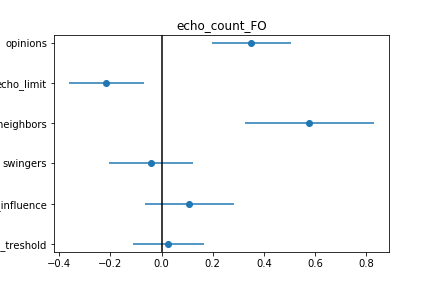 echo_count_FO
opinions
echo_limit
neighbors
swingers
_influence
_treshold
−0.4 −0.2 0.0 0.2 0.4 0.6 0.8